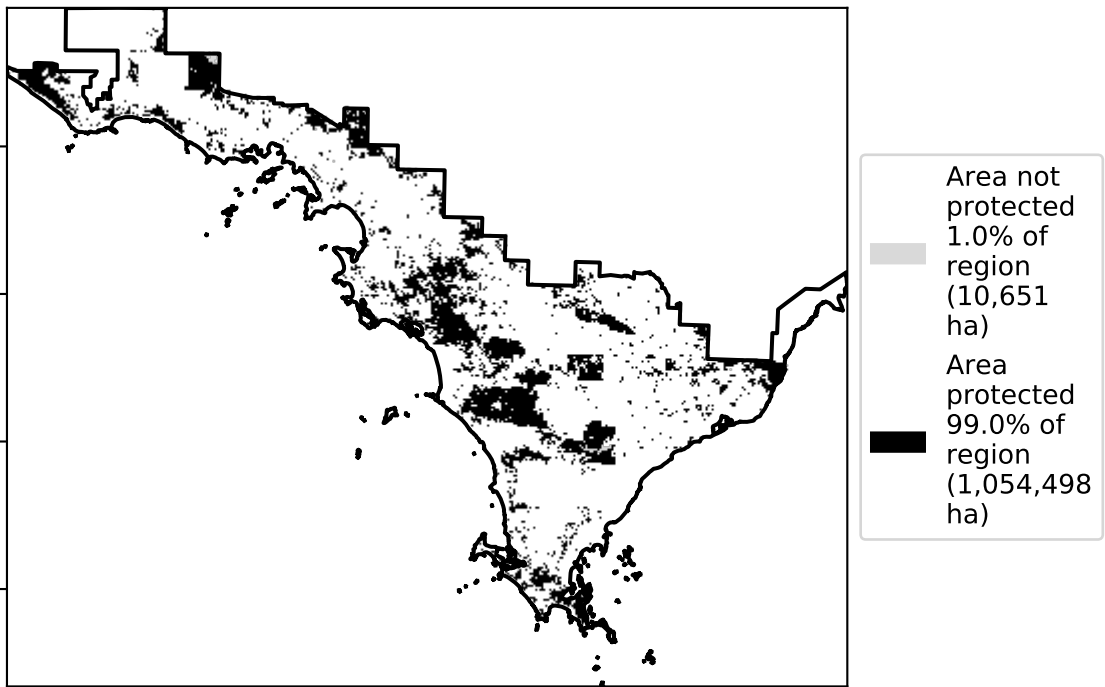 Area not
protected
1.0% of
region
(10,651
ha)
Area
protected
99.0% of
region
(1,054,498
ha)